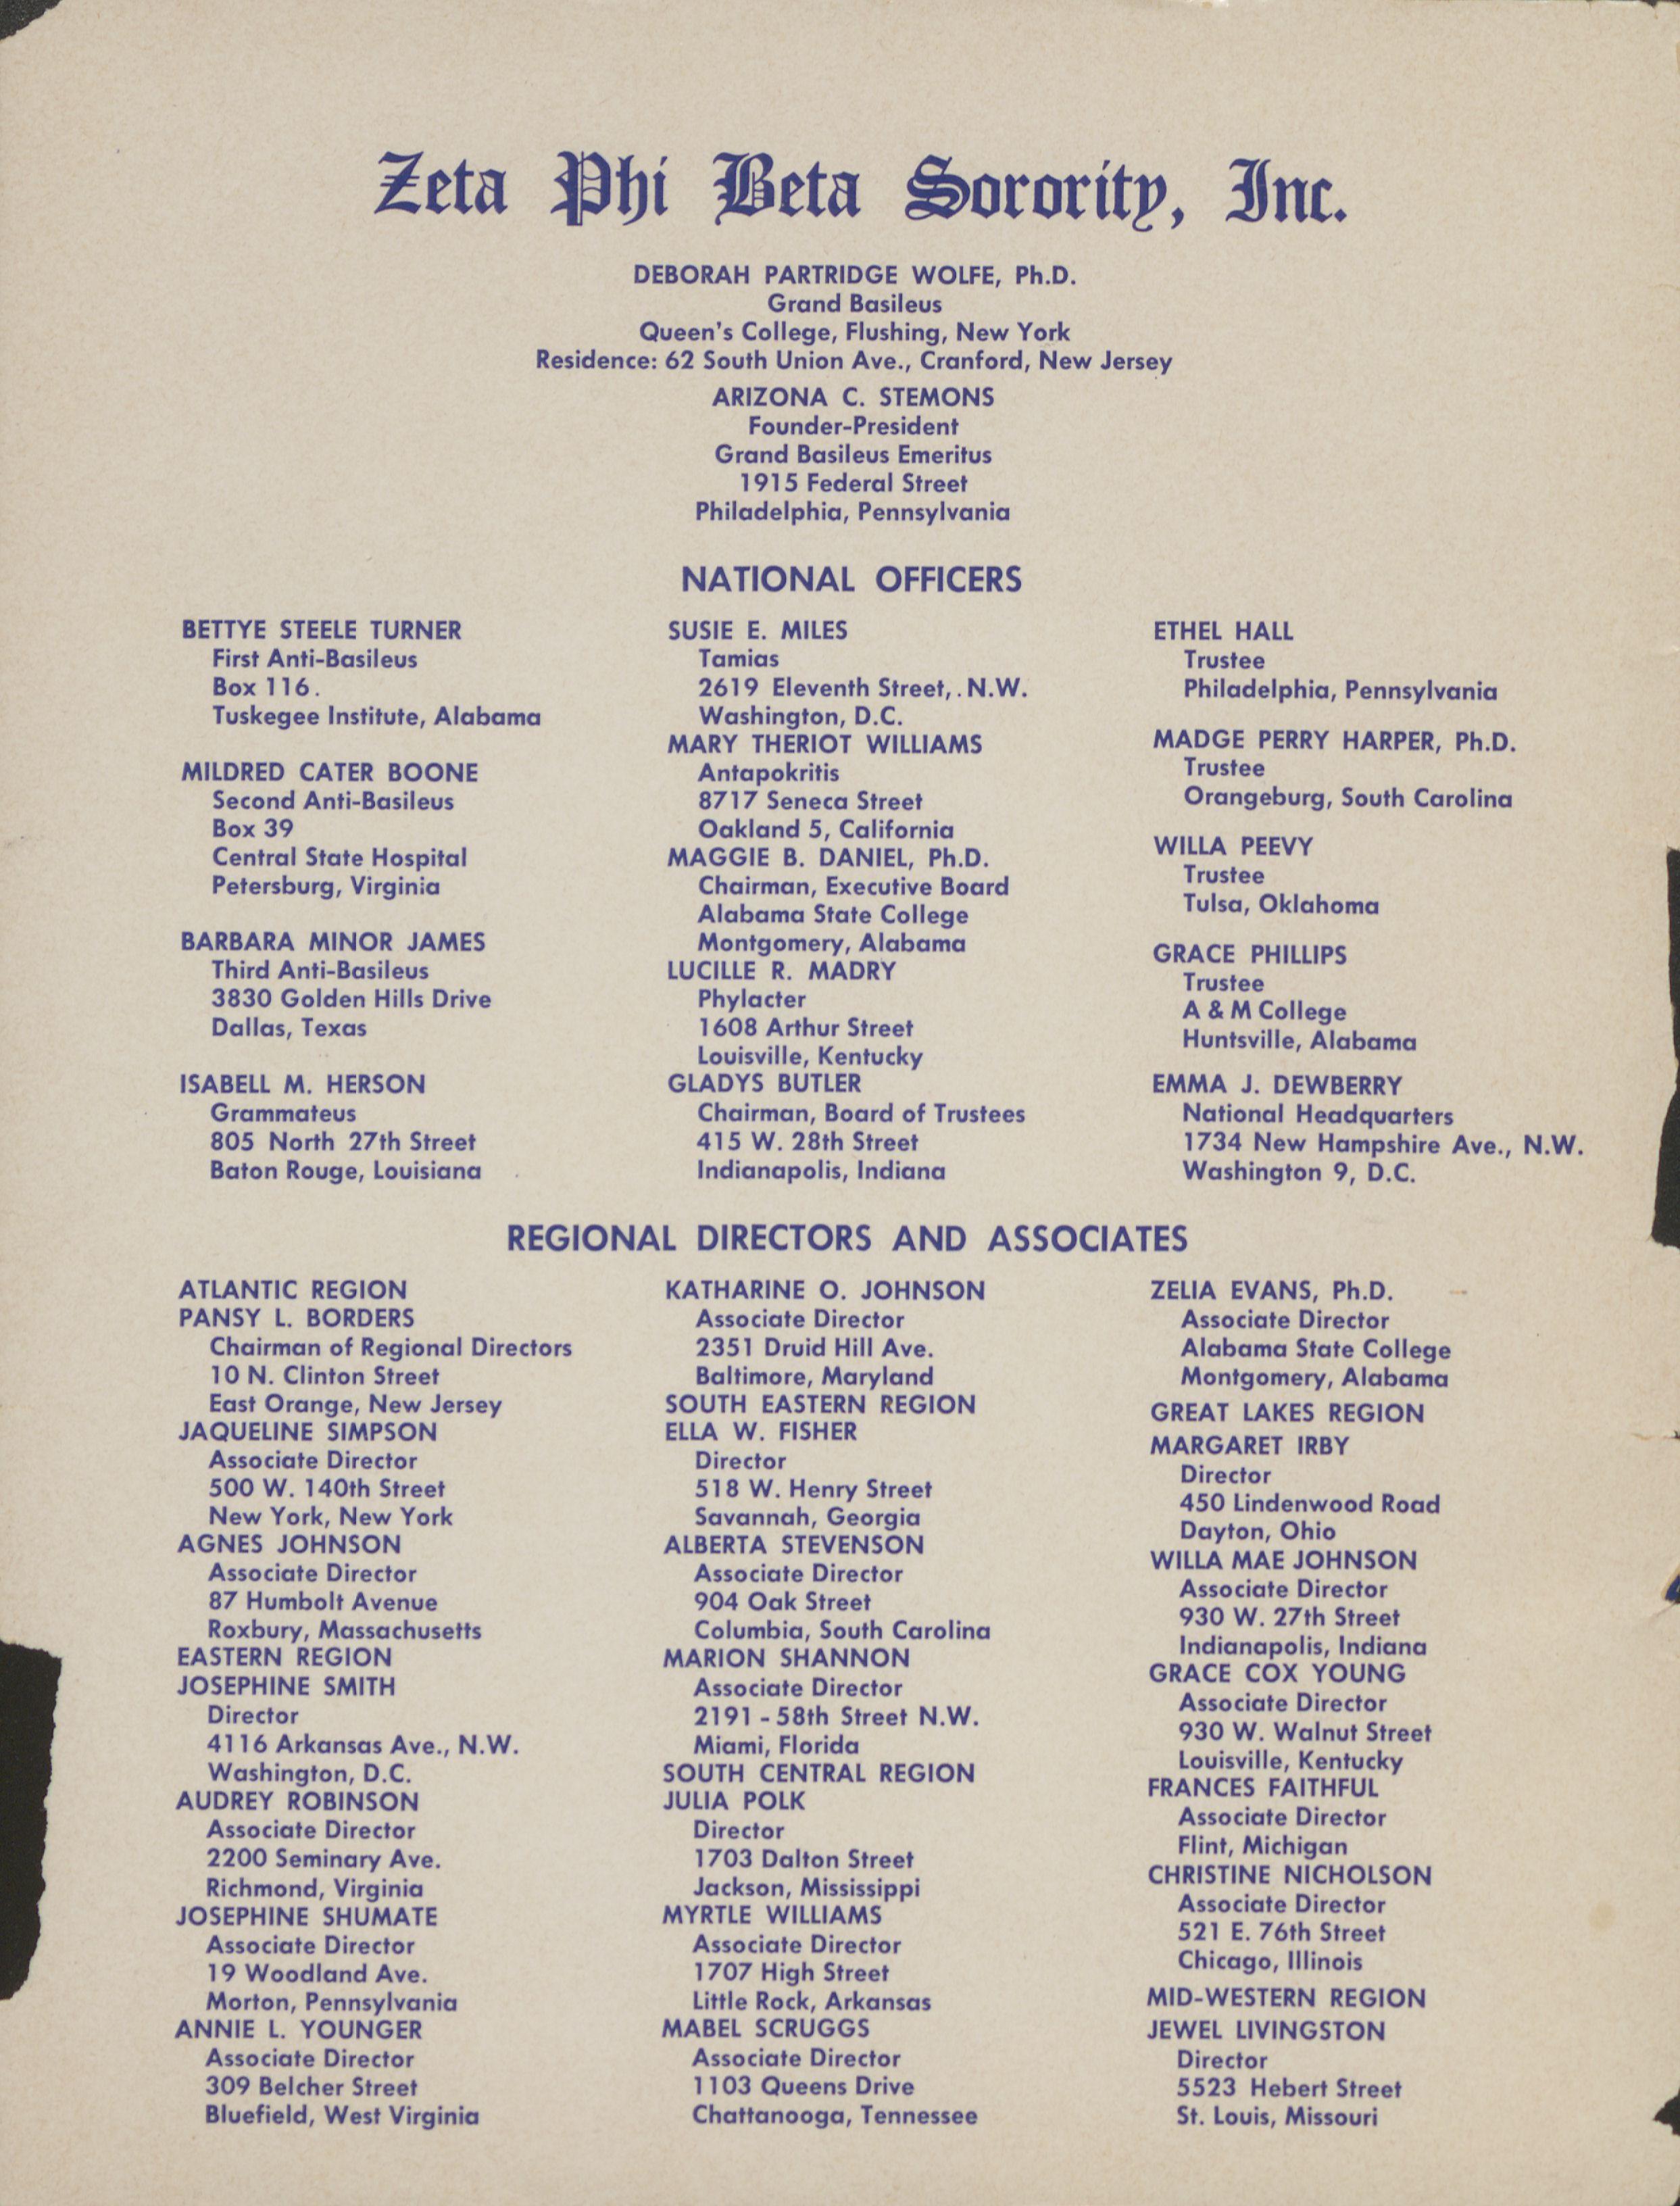 Zeta Phi Beta Sorority, Inc.
DEBORAH PARTRIDGE WOLFE, Ph.D.
Grand Basileus
Queen's College, Flushing, New York
Residence: 62 South Union Ave., Cranford, New Jersey
ARIZONA C. STEMONS
Founder-President
Grand Basileus Emeritus
1915 Federal Street
Philadelphia, Pennsylvania
NATIONAL OFFICERS
BETTYE STEELE TURNER
First Anti-Basileus
Box 116.
Tuskegee Institute, Alabama
MILDRED CATER BOONE
Second Anti-Basileus
Box 39
Central State Hospital
Petersburg, Virginia
BARBARA MINOR JAMES
Third Anti-Basileus
3830 Golden Hills Drive
Dallas, Texas
ISABELL M. HERSON
Grammateus
805 North 27th Street
Baton Rouge, Louisiana
SUSIE E. MILES
Tamias
2619 Eleventh Street,. N.W.
Washington, D.C.
MARY THERIOT WILLIAMS
Antapokritis
8717 Seneca Street
Oakland 5, California
MAGGIE B. DANIEL, Ph.D.
Chairman, Executive Board
Alabama State College
Montgomery, Alabama
LUCILLE R. MADRY
Phylacter
1608 Arthur Street
Louisville, Kentucky
GLADYS BUTLER
Chairman, Board of Trustees
415 W. 28th Street
Indianapolis, Indiana
ETHEL HALL
Trustee
Philadelphia, Pennsylvania
MADGE PERRY HARPER, Ph.D.
Trustee
Orangeburg, South Carolina
WILLA PEEVY
Trustee
Tulsa, Oklahoma
GRACE PHILLIPS
Trustee
A & M College
Huntsville, Alabama
EMMA J. DEWBERRY
National Headquarters
1734 New Hampshire Ave., N.W.
Washington 9, D.C.
REGIONAL DIRECTORS AND ASSOCIATES
ATLANTIC REGION
PANSY L. BORDERS
Chairman of Regional Directors
10 N. Clinton Street
East Orange, New Jersey
JAQUELINE SIMPSON
Associate Director
500 W. 140th Street
New York, New York
AGNES JOHNSON
Associate Director
87 Humbolt Avenue
Roxbury, Massachusetts
EASTERN REGION
JOSEPHINE SMITH
Director
4116 Arkansas Ave., N.W.
Washington, D.C.
AUDREY ROBINSON
Associate Director
2200 Seminary Ave.
Richmond, Virginia
JOSEPHINE SHUMATE
Associate Director
19 Woodland Ave.
Morton, Pennsylvania
ANNIE L. YOUNGER
Associate Director
309 Belcher Street
Bluefield, West Virginia
KATHARINE O. JOHNSON
Associate Director
2351 Druid Hill Ave.
Baltimore, Maryland
SOUTH EASTERN REGION
ELLA W. FISHER
Director
518 W. Henry Street
Savannah, Georgia
ALBERTA STEVENSON
Associate Director
904 Oak Street
Columbia, South Carolina
MARION SHANNON
Associate Director
2191 - 58th Street N.W.
Miami, Florida
SOUTH CENTRAL REGION
JULIA POLK
Director
1703 Dalton Street
Jackson, Mississippi
MYRTLE WILLIAMS
Associate Director
1707 High Street
Little Rock, Arkansas
MABEL SCRUGGS
Associate Director
1103 Queens Drive
Chattanooga, Tennessee
ZELIA EVANS, Ph.D.
Associate Director
Alabama State College
Montgomery, Alabama
GREAT LAKES REGION
MARGARET IRBY
Director
450 Lindenwood Road
Dayton, Ohio
WILLA MAE JOHNSON
Associate Director
930 W. 27th Street
Indianapolis, Indiana
GRACE COX YOUNG
Associate Director
930 W. Walnut Street
Louisville, Kentucky
FRANCES FAITHFUL
Associate Director
Flint, Michigan
CHRISTINE NICHOLSON
Associate Director
521 E. 76th Street
Chicago, Illinois
MID-WESTERN REGION
JEWEL LIVINGSTON
Director
5523 Hebert Street
St. Louis, Missouri